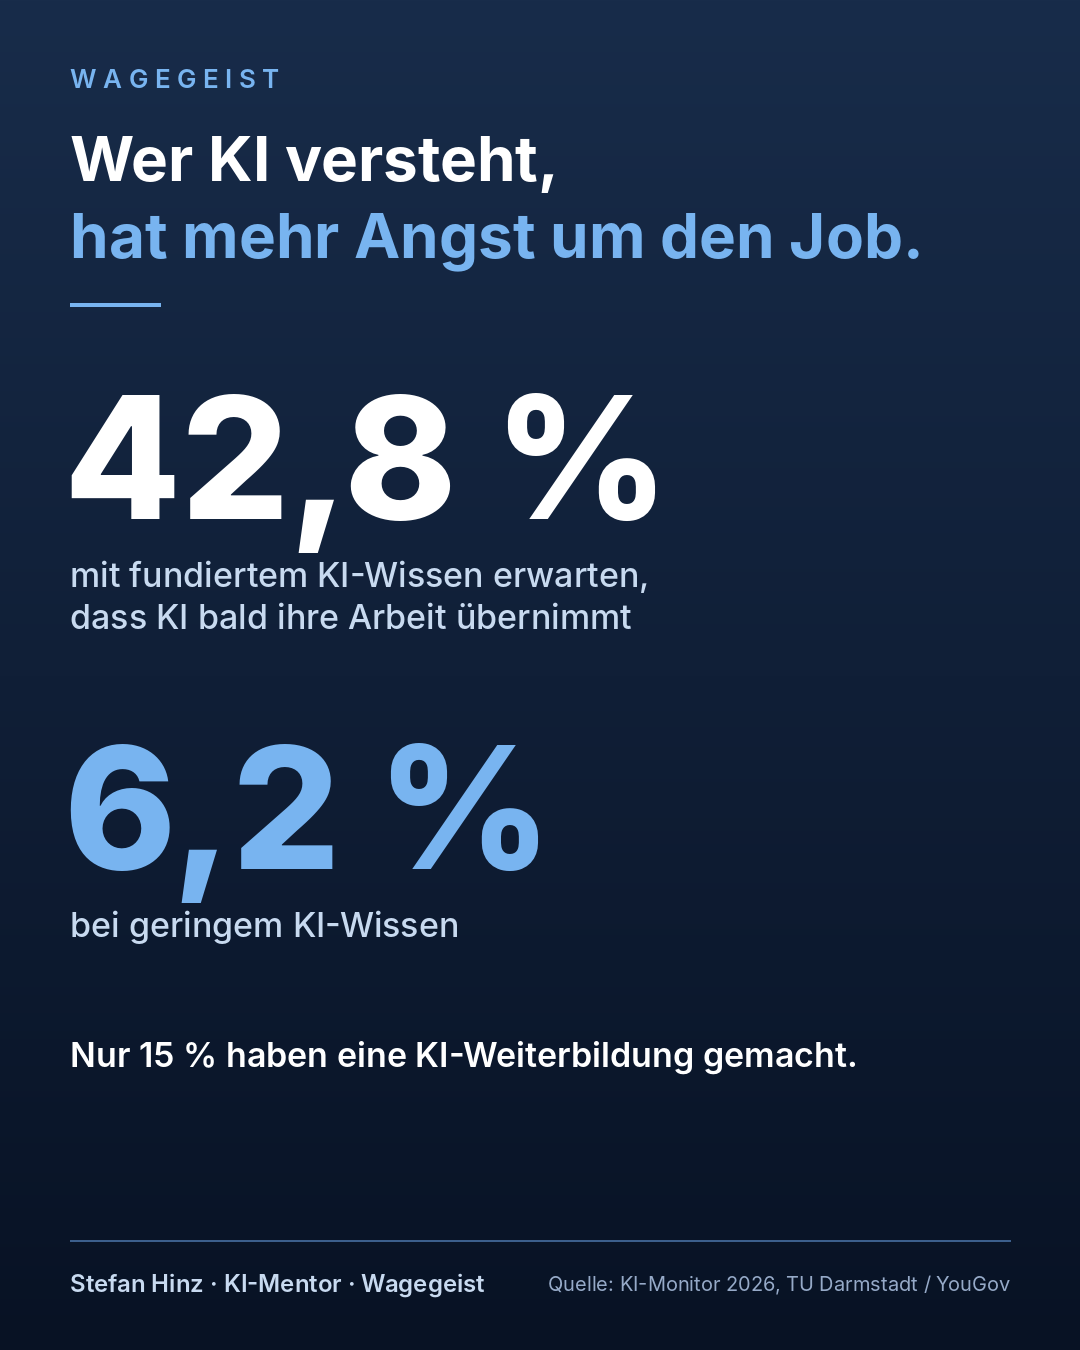 WAGEGEIST
Wer KI versteht,
hat mehr Angst um den Job.
42,8 %
mit fundiertem KI-Wissen erwarten,
dass KI bald ihre Arbeit übernimmt
6,2 %
bei geringem KI-Wissen
Nur 15 % haben eine KI-Weiterbildung gemacht.
Stefan Hinz · KI-Mentor · Wagegeist
Quelle: KI-Monitor 2026, TU Darmstadt / YouGov